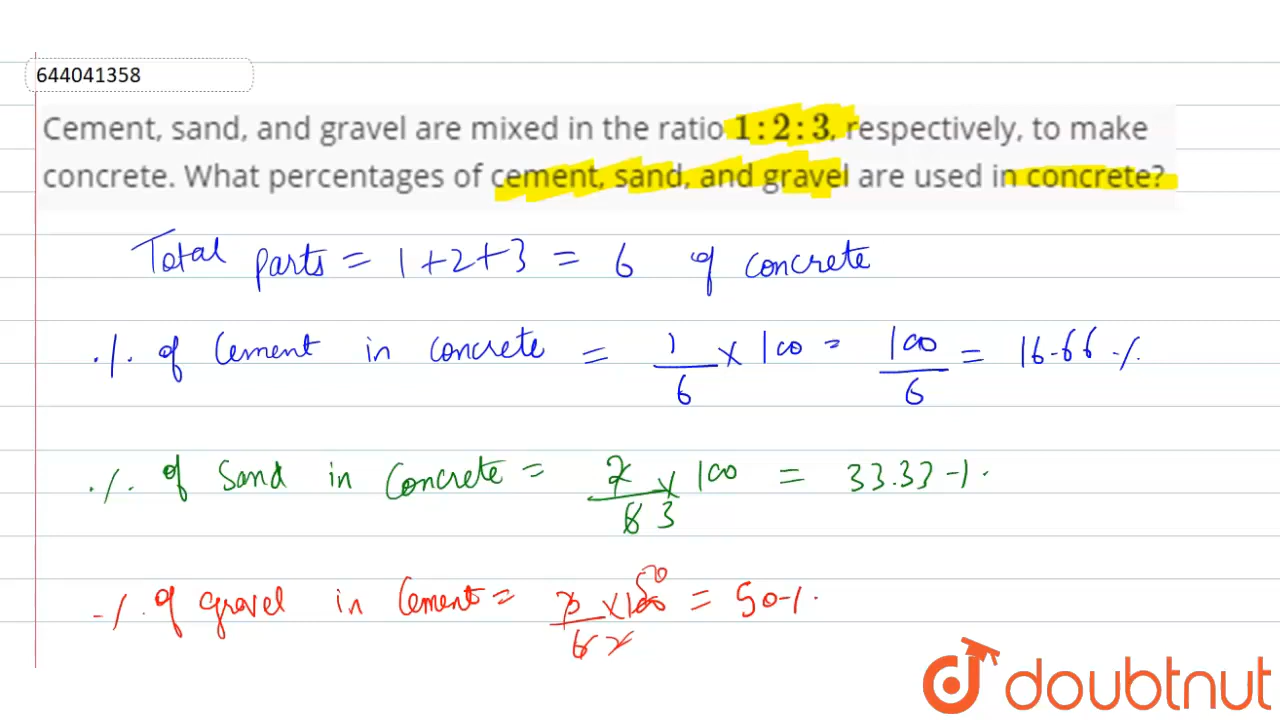 644041358
Cement, sand, and gravel are mixed in the ratio 1 : 2 : 3, respectively, to make
concrete. What percentages of cement, sand, and gravel are used in concrete?
Total parts = 1+2+3 = 6 of concrete
% of Cement in concrete = 1/6 × 100 = 100/6 = 16.66 %
% of Sand in Concrete = 2/6 3 × 100 = 33.33 %
50
% of gravel in Cement = 3/6 2 × 100 = 50 %
doubtnut